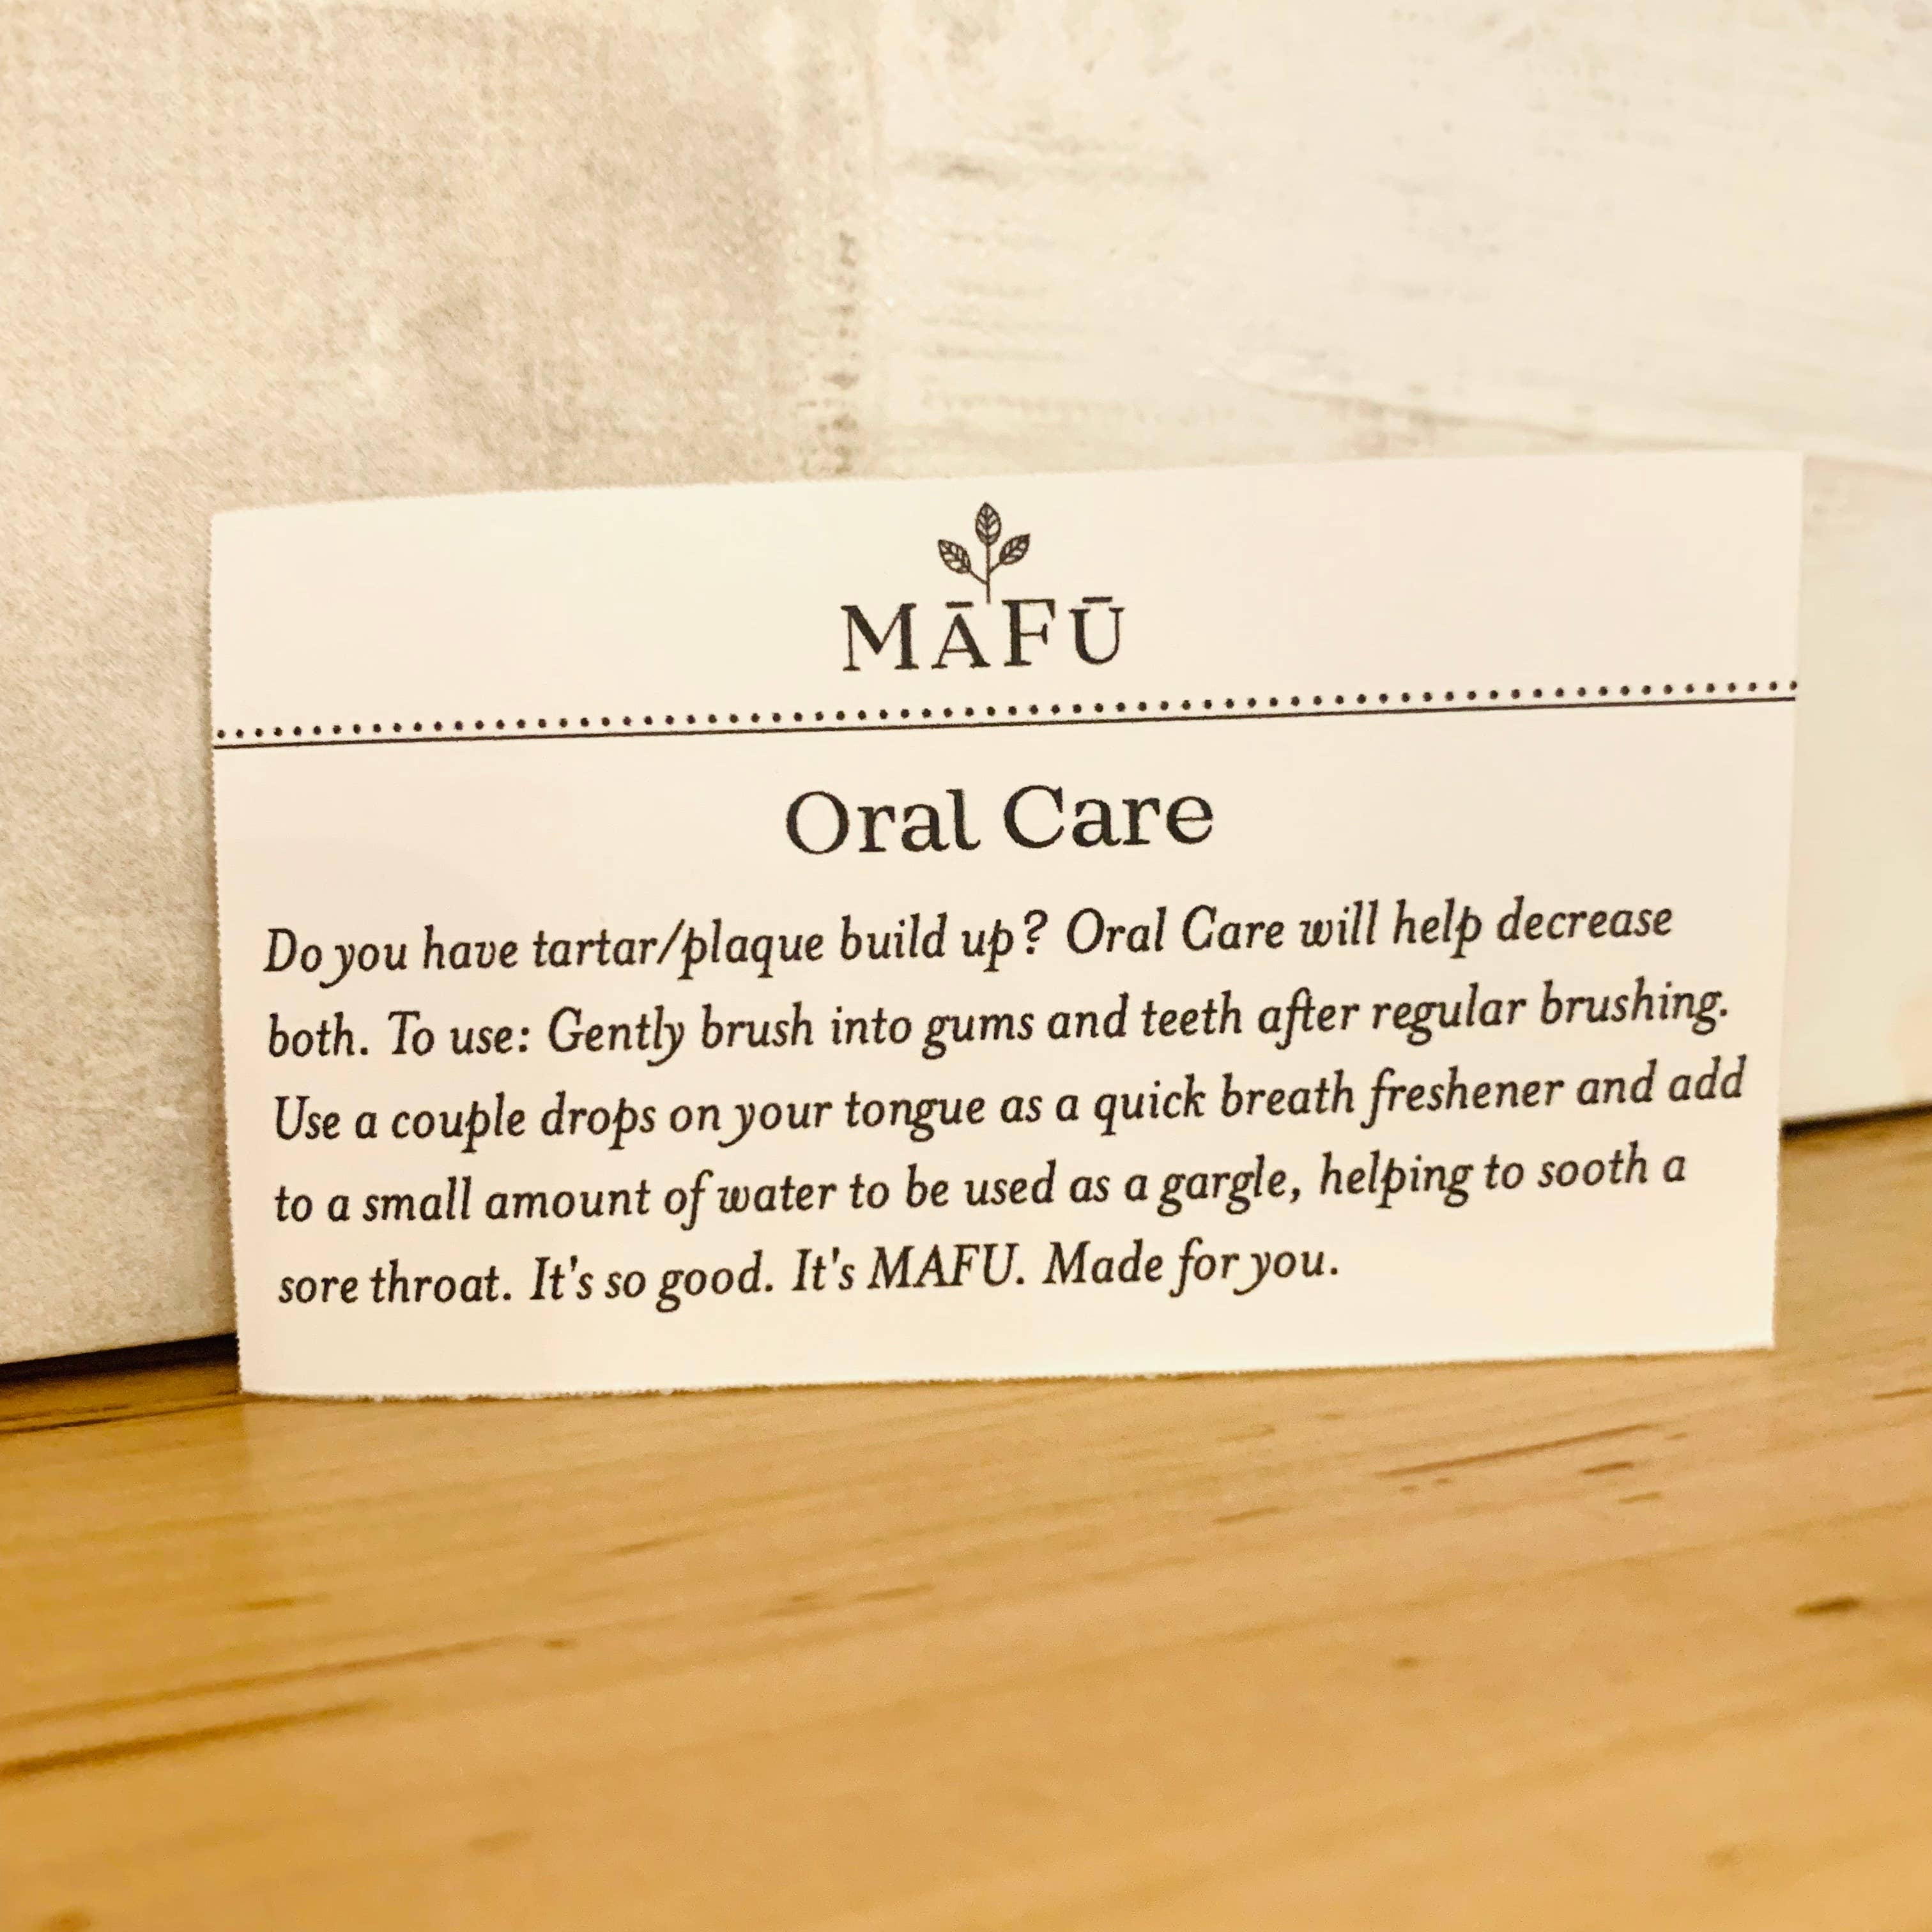 MĀFŪ
Oral Care
Do you have tartar/plaque build up? Oral Care will help decrease
both. To use: Gently brush into gums and teeth after regular brushing.
Use a couple drops on your tongue as a quick breath freshener and add
to a small amount of water to be used as a gargle, helping to sooth a
sore throat. It's so good. It's MAFU. Made for you.